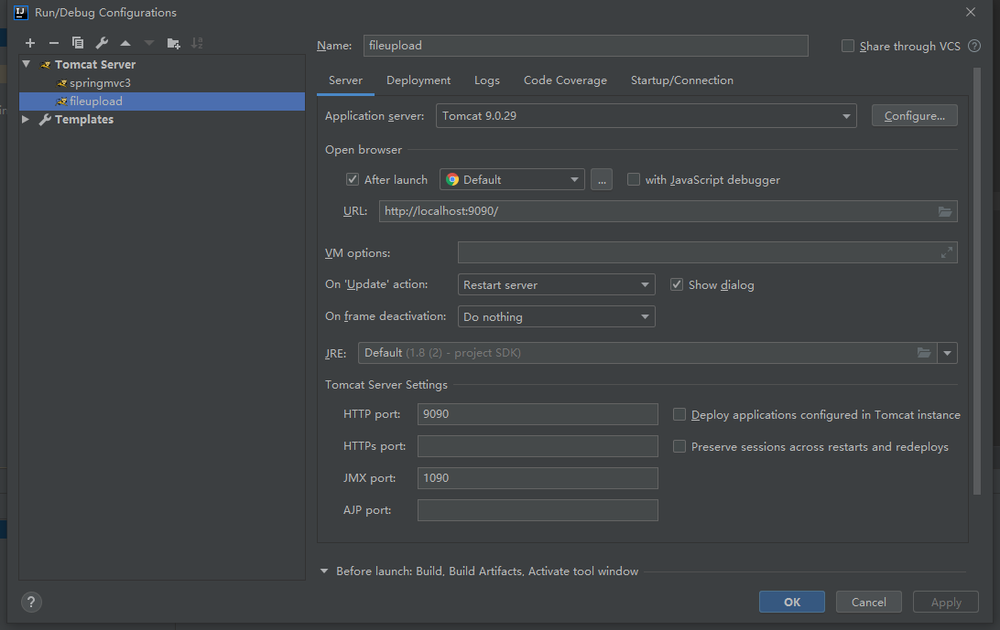 Run/Debug Configurations
Tomcat Server
springmvc3
fileupload
Templates
Name: fileupload
Share through VCS ?
Server Deployment Logs Code Coverage Startup/Connection
Application server: Tomcat 9.0.29 Configure...
Open browser
After launch Default ... with JavaScript debugger
URL: http://localhost:9090/
VM options:
On 'Update' action: Restart server Show dialog
On frame deactivation: Do nothing
JRE: Default (1.8 (2) - project SDK)
Tomcat Server Settings
HTTP port: 9090 Deploy applications configured in Tomcat instance
HTTPs port: Preserve sessions across restarts and redeploys
JMX port: 1090
AJP port:
Before launch: Build, Build Artifacts, Activate tool window
? OK Cancel Apply